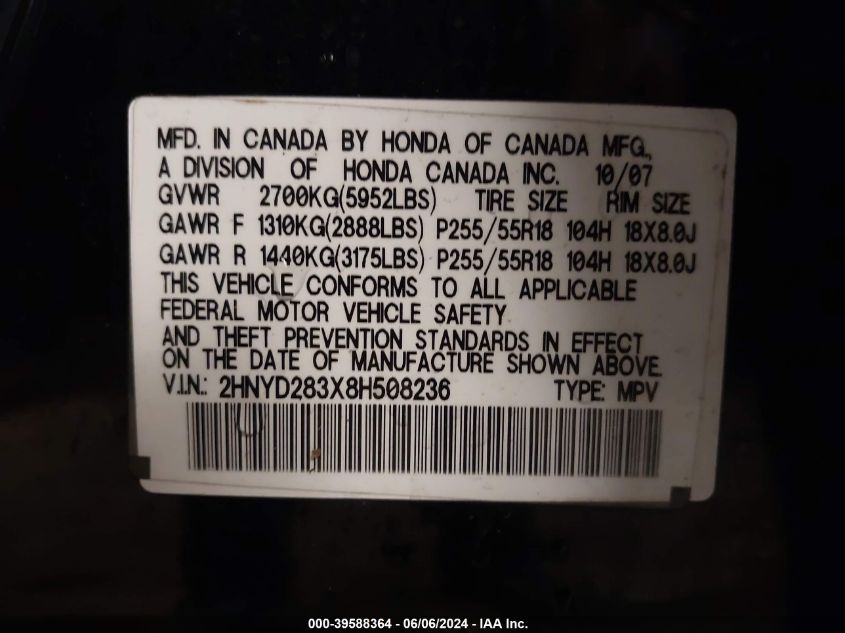 MFD. IN CANADA BY HONDA OF CANADA MFG.,
A DIVISION OF HONDA CANADA INC. 10/07
GVWR 2700KG(5952LBS) TIRE SIZE RIM SIZE
GAWR F 1310KG(2888LBS) P255/55R18 104H 18X8.0J
GAWR R 1440KG(3175LBS) P255/55R18 104H 18X8.0J
THIS VEHICLE CONFORMS TO ALL APPLICABLE
FEDERAL MOTOR VEHICLE SAFETY
AND THEFT PREVENTION STANDARDS IN EFFECT
ON THE DATE OF MANUFACTURE SHOWN ABOVE.
V.I.N.: 2HNYD283X8H508236 TYPE: MPV
000-39588364 - 06/06/2024 - IAA Inc.